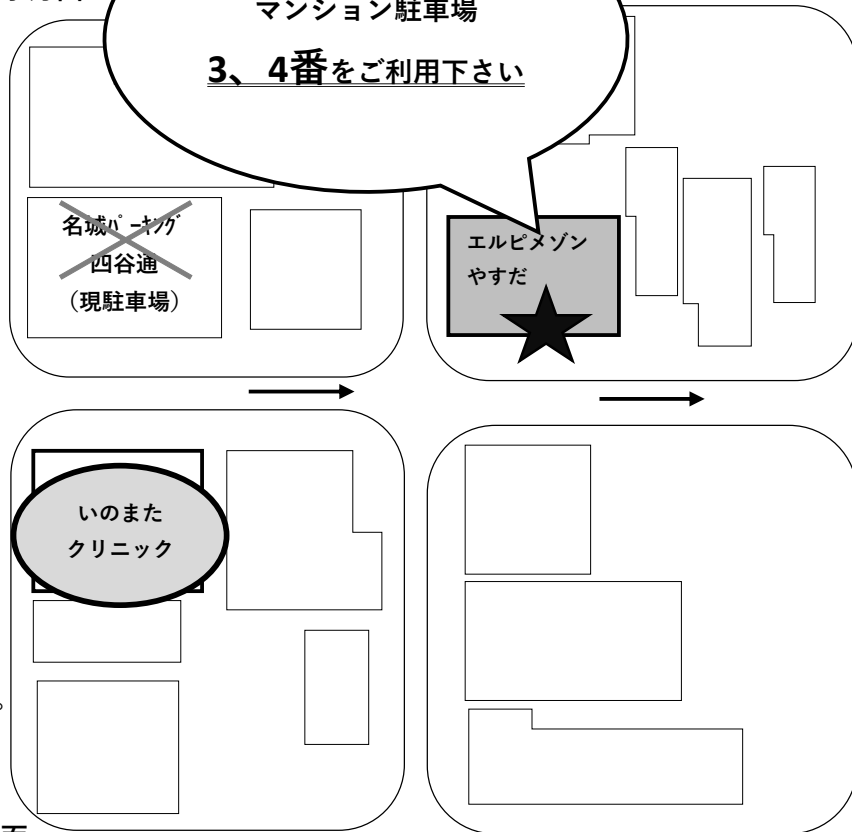 マンション駐車場
3、4番をご利用下さい
名城ﾊﾟｰｷﾝｸﾞ
四谷通
（現駐車場）
エルピメゾン
やすだ
いのまた
クリニック
。
面